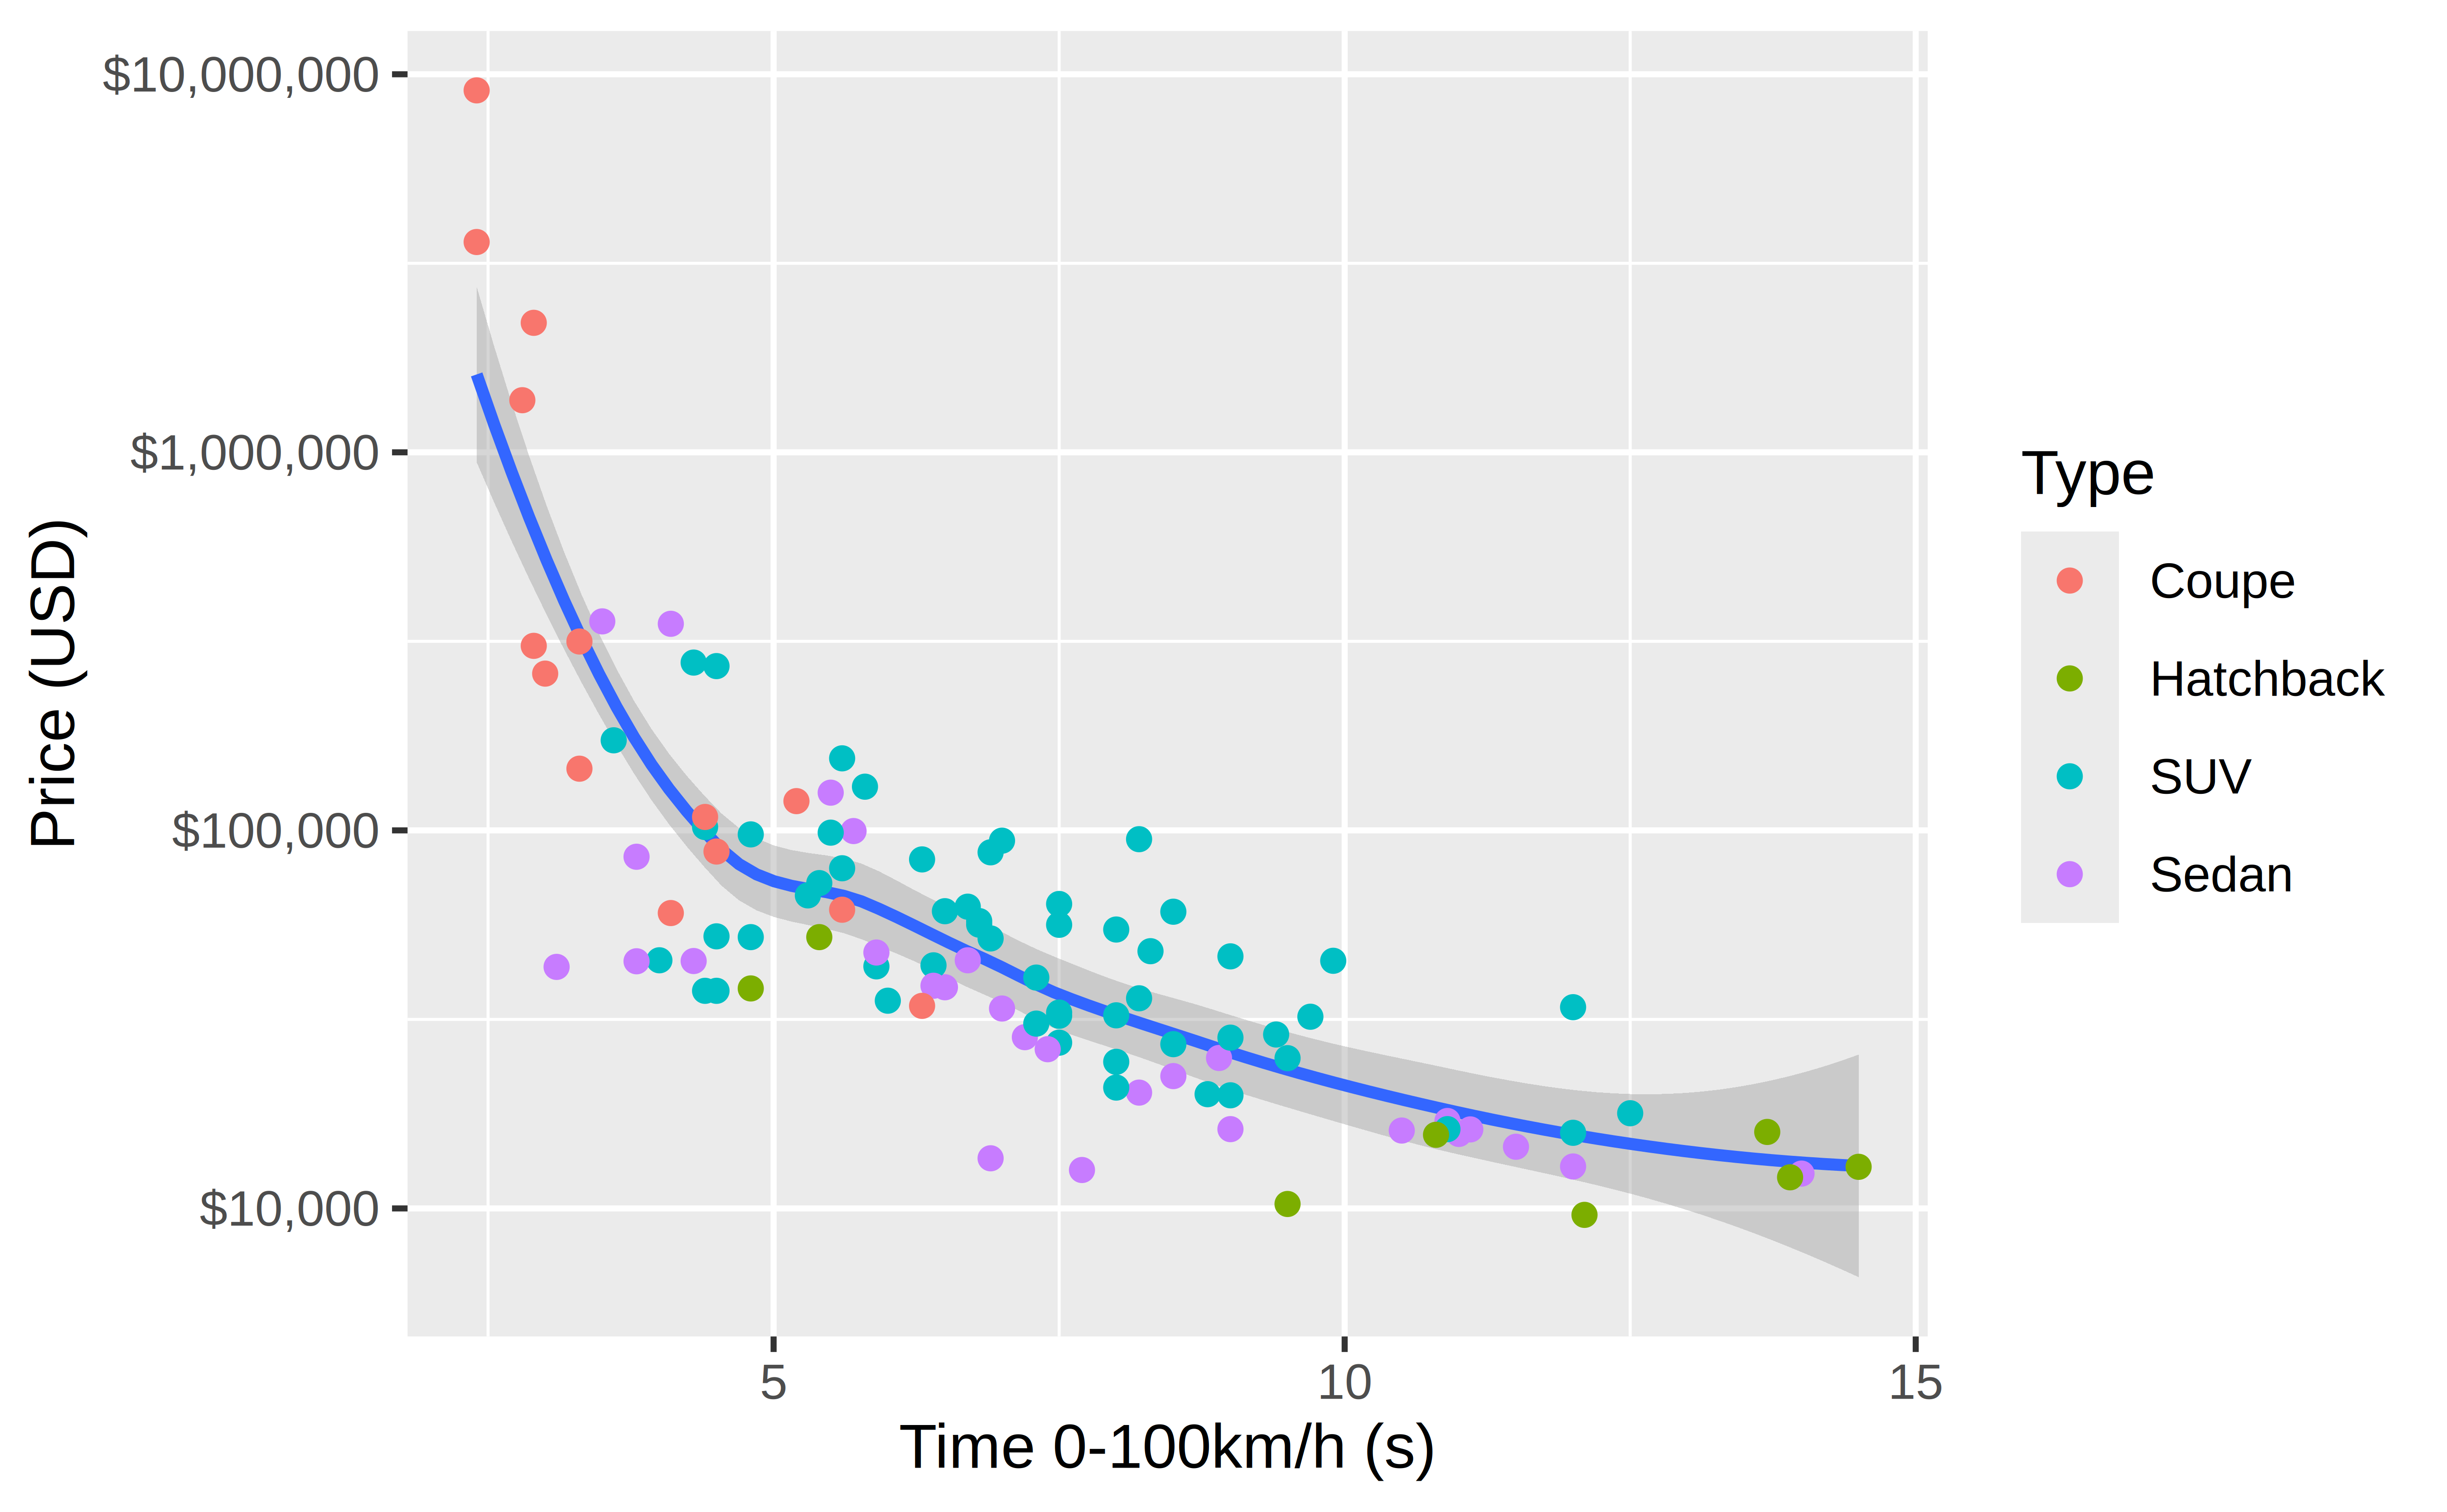 $10,000,000
$1,000,000
$100,000
$10,000
Price (USD)
5
10
15
Time 0-100km/h (s)
Type
Coupe
Hatchback
SUV
Sedan